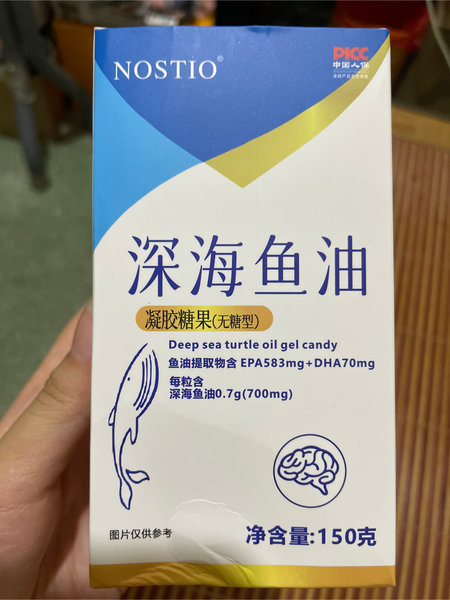 NOSTIO®
PICC
中国人保
深海鱼油
凝胶糖果(无糖型)
Deep sea turtle oil gel candy
鱼油提取物含 EPA583mg+DHA70mg
每粒含
深海鱼油0.7g(700mg)
图片仅供参考
净含量:150克